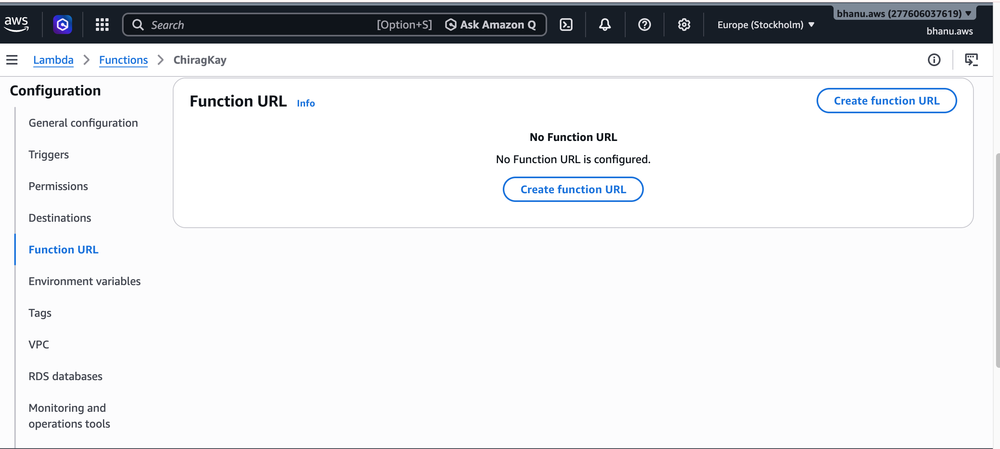 aws
Search
[Option+S]
Ask Amazon Q
Europe (Stockholm)
bhanu.aws (277606037619)
bhanu.aws
Lambda
Functions
ChiragKay
Configuration
General configuration
Triggers
Permissions
Destinations
Function URL
Environment variables
Tags
VPC
RDS databases
Monitoring and
operations tools
Function URL Info
Create function URL
No Function URL
No Function URL is configured.
Create function URL